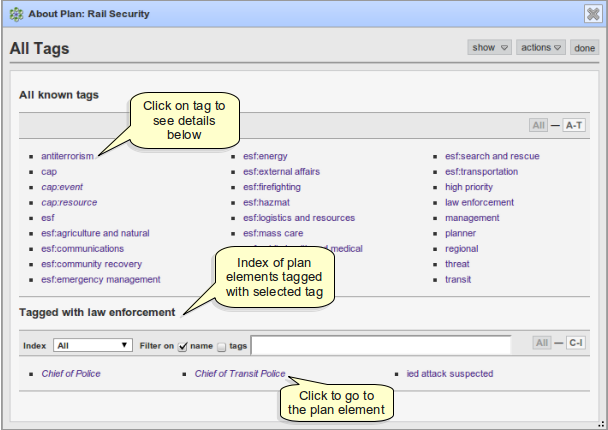 About Plan: Rail Security
All Tags
show actions done
All known tags
Click on tag to
see details
below
All — A-T
antiterrorism
cap
cap:event
cap:resource
esf
esf:agriculture and natural
esf:communications
esf:community recovery
esf:emergency management
esf:energy
esf:external affairs
esf:firefighting
esf:hazmat
esf:logistics and resources
esf:mass care
medical
esf:search and rescue
esf:transportation
high priority
law enforcement
management
planner
regional
threat
transit
Index of plan
elements tagged
with selected tag
Tagged with law enforcement
Index All Filter on name tags All — C-I
Chief of Police Chief of Transit Police ied attack suspected
Click to go to
the plan element